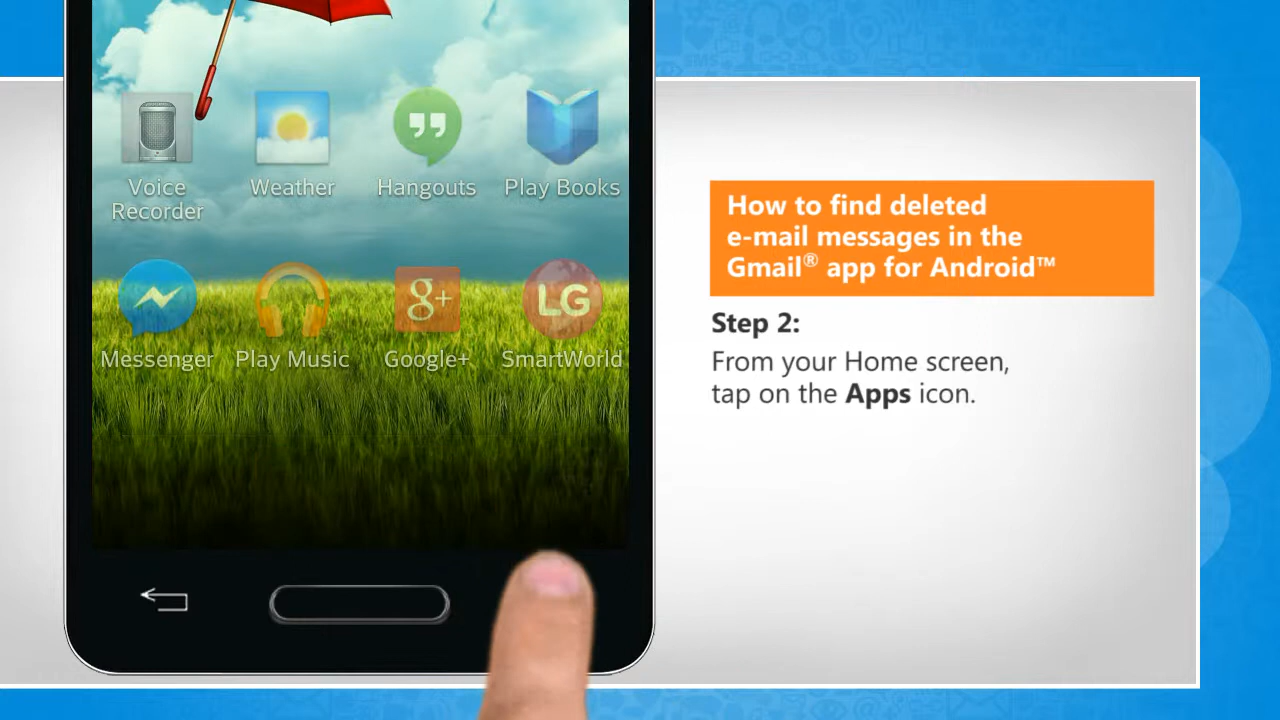 Voice Recorder
Weather
Hangouts
Play Books
Messenger
g+
Play Music
Google+
LG
SmartWorld
How to find deleted
e-mail messages in the
Gmail® app for Android™
Step 2:
From your Home screen,
tap on the Apps icon.